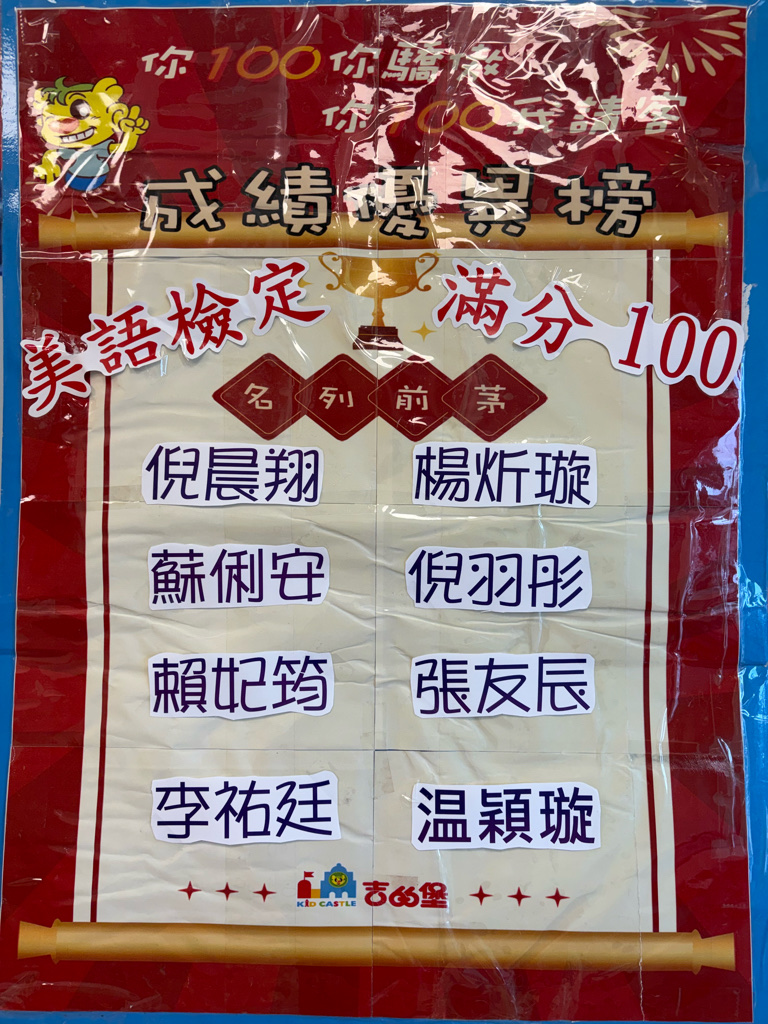 你100你驕傲
你100我請客
成績優異榜
美語檢定 滿分100
名列前茅
倪晨翔 楊炘璇
蘇俐安 倪羽彤
賴妃筠 張友辰
李祐廷 温穎璇
KID CASTLE 吉的堡